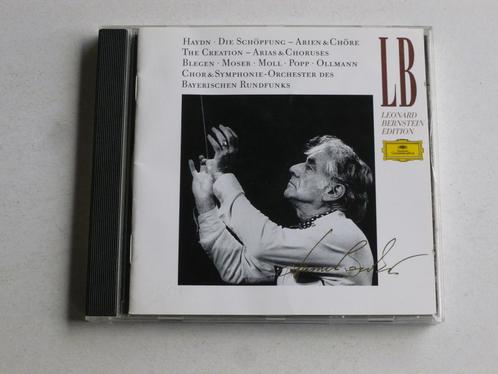 HAYDN · DIE SCHÖPFUNG – ARIEN & CHÖRE
THE CREATION – ARIAS & CHORUSES
BLEGEN · MOSER · MOLL · POPP · OLLMANN
CHOR & SYMPHONIE-ORCHESTER DES
BAYERISCHEN RUNDFUNKS
LB
LEONARD
BERNSTEIN
EDITION